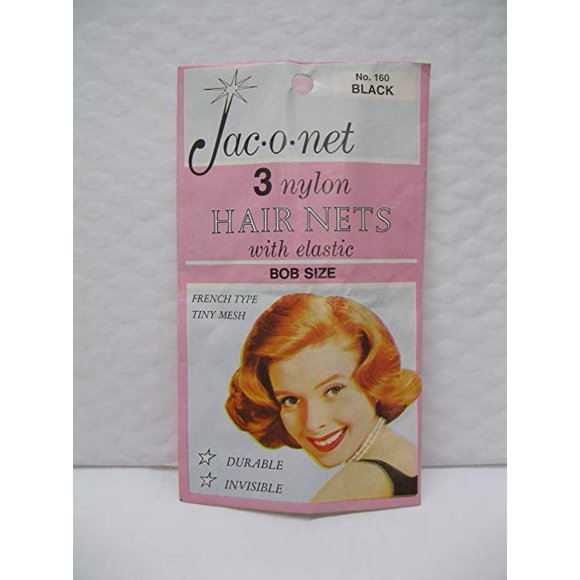 No. 160
BLACK
Jac·o·net
3 nylon
HAIR NETS
with elastic
BOB SIZE
FRENCH TYPE
TINY MESH
DURABLE
INVISIBLE